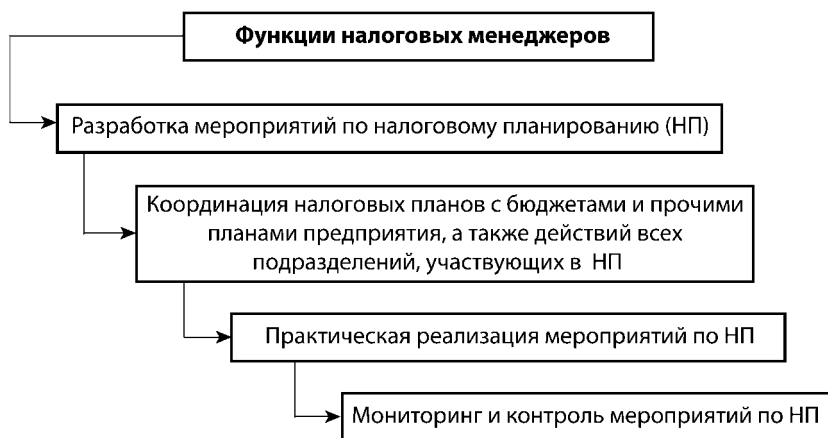 Функции налоговых менеджеров
Разработка мероприятий по налоговому планированию (НП)
Координация налоговых планов с бюджетами и прочими
планами предприятия, а также действий всех
подразделений, участвующих в НП
Практическая реализация мероприятий по НП
Мониторинг и контроль мероприятий по НП